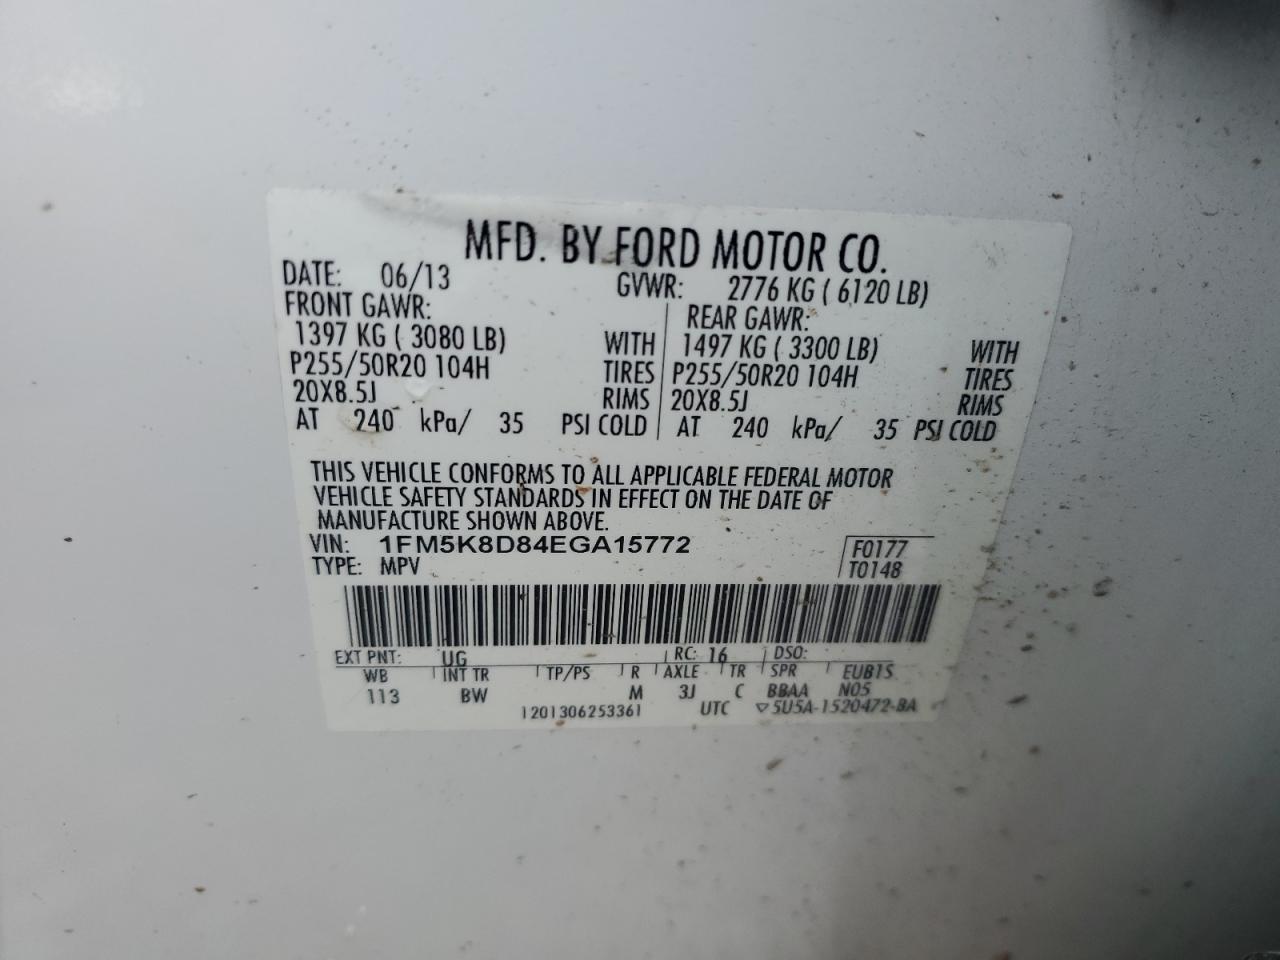 MFD. BY FORD MOTOR CO.
DATE: 06/13 GVWR: 2776 KG ( 6120 LB)
FRONT GAWR: REAR GAWR:
1397 KG ( 3080 LB) WITH 1497 KG ( 3300 LB) WITH
P255/50R20 104H TIRES P255/50R20 104H TIRES
20X8.5J RIMS 20X8.5J RIMS
AT 240 kPa/ 35 PSI COLD AT 240 kPa/ 35 PSI COLD
THIS VEHICLE CONFORMS TO ALL APPLICABLE FEDERAL MOTOR
VEHICLE SAFETY STANDARDS IN EFFECT ON THE DATE OF
MANUFACTURE SHOWN ABOVE.
VIN: 1FM5K8D84EGA15772 F0177
TYPE: MPV T0148
EXT PNT: UG RC: 16 DSO:
WB INT TR TP/PS R AXLE TR SPR EUB1S
113 BW M 3J C BBAA N05
1201306253361 UTC ▽5U5A-1520472-BA